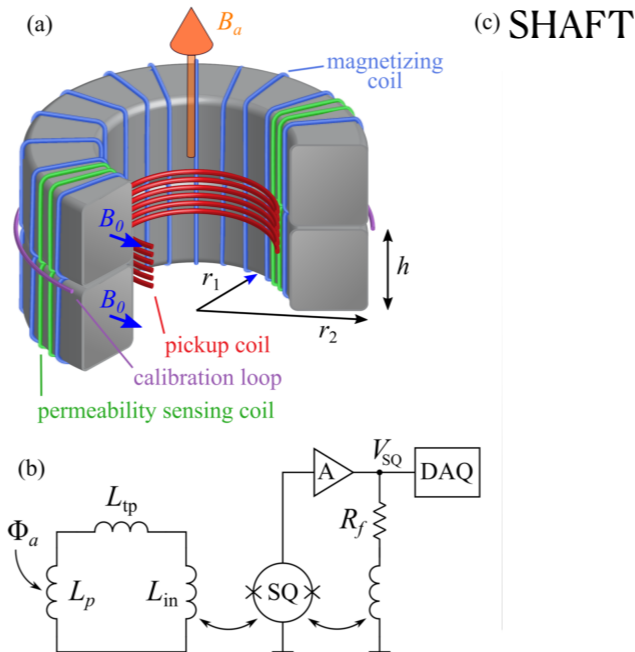 (a)
B_a
(c) SHAFT
magnetizing
coil
B_0
B_0
r_1
h
r_2
pickup coil
calibration loop
permeability sensing coil
(b)
V_SQ
A
DAQ
L_tp
R_f
Φ_a
L_p
L_in
SQ